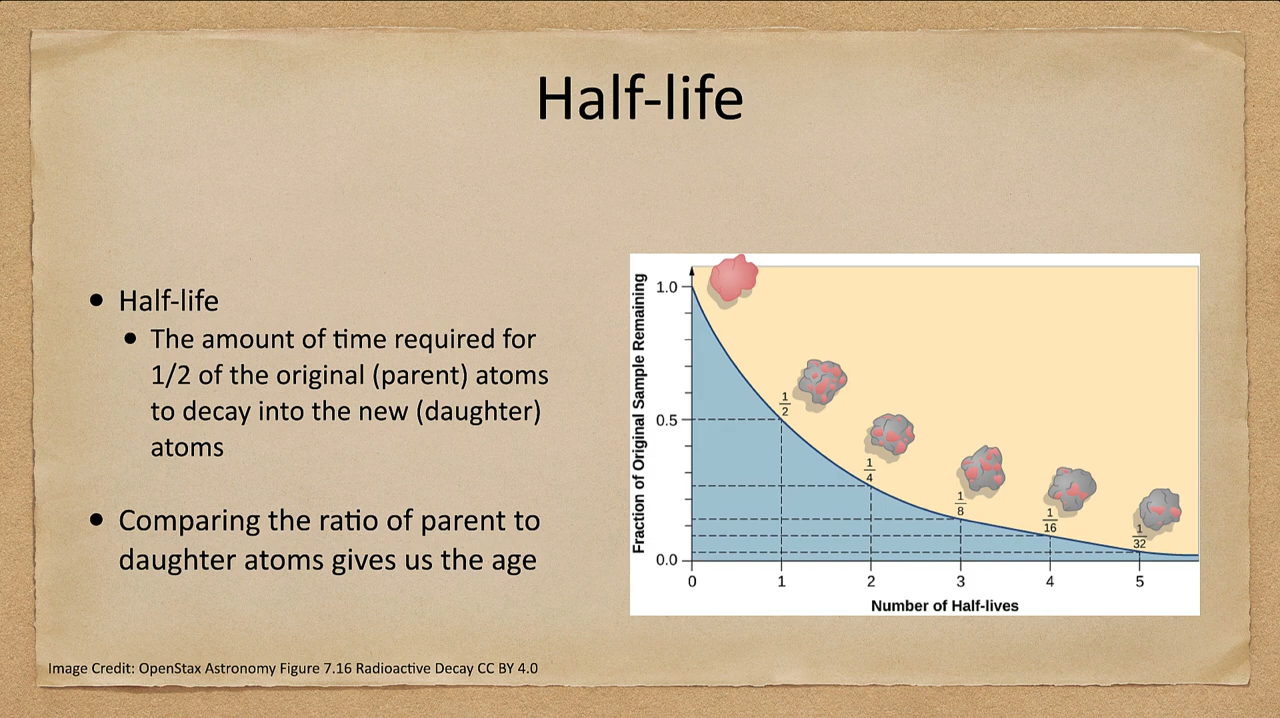 Half-life
• Half-life
• The amount of time required for
1/2 of the original (parent) atoms
to decay into the new (daughter)
atoms
• Comparing the ratio of parent to
daughter atoms gives us the age
Fraction of Original Sample Remaining
1.0
0.5
0.0
1/2
1/4
1/8
1/16
1/32
0 1 2 3 4 5
Number of Half-lives
Image Credit: OpenStax Astronomy Figure 7.16 Radioactive Decay CC BY 4.0